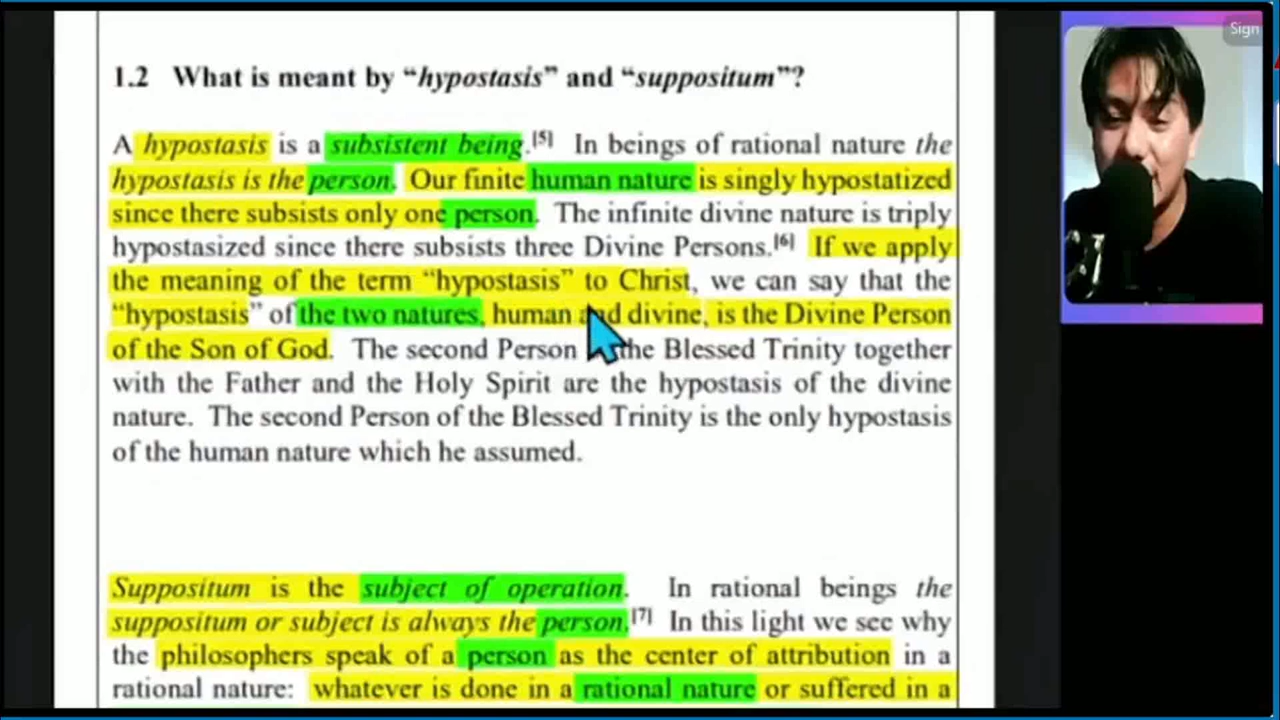 Sign
1.2 What is meant by “hypostasis” and “suppositum”?
A hypostasis is a subsistent being.[5] In beings of rational nature the
hypostasis is the person. Our finite human nature is singly hypostatized
since there subsists only one person. The infinite divine nature is triply
hypostasized since there subsists three Divine Persons.[6] If we apply
the meaning of the term “hypostasis” to Christ, we can say that the
“hypostasis” of the two natures, human and divine, is the Divine Person
of the Son of God. The second Person the Blessed Trinity together
with the Father and the Holy Spirit are the hypostasis of the divine
nature. The second Person of the Blessed Trinity is the only hypostasis
of the human nature which he assumed.
Suppositum is the subject of operation. In rational beings the
suppositum or subject is always the person.[7] In this light we see why
the philosophers speak of a person as the center of attribution in a
rational nature: whatever is done in a rational nature or suffered in a